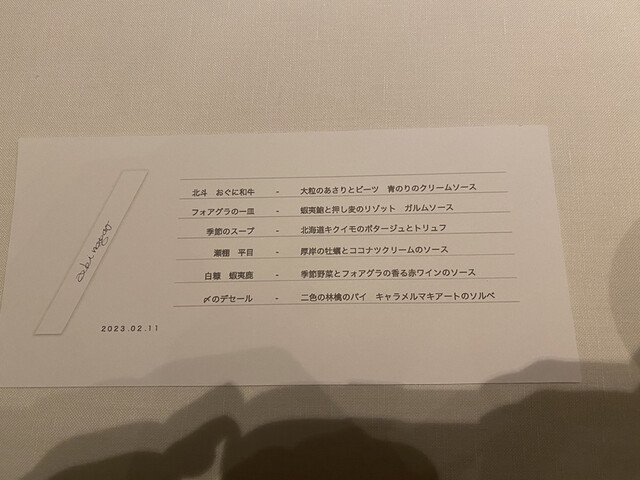 北斗　おぐに和牛　-　大粒のあさりとビーツ　青のりのクリームソース
フォアグラの一皿　-　蝦夷鮑と押し麦のリゾット　ガルムソース
季節のスープ　-　北海道キクイモのポタージュとトリュフ
瀬棚　平目　-　厚岸の牡蠣とココナツクリームのソース
白糠　蝦夷鹿　-　季節野菜とフォアグラの香る赤ワインのソース
〆のデセール　-　二色の林檎のパイ　キャラメルマキアートのソルベ
2023.02.11